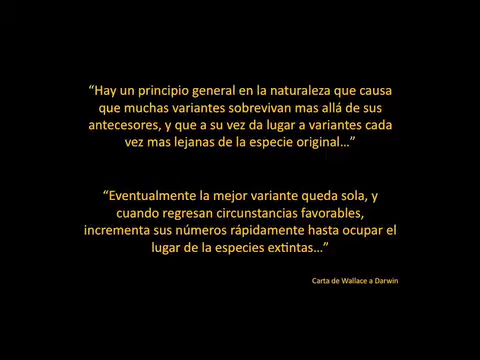 “Hay un principio general en la naturaleza que causa
que muchas variantes sobrevivan mas allá de sus
antecesores, y que a su vez da lugar a variantes cada
vez mas lejanas de la especie original…”
“Eventualmente la mejor variante queda sola, y
cuando regresan circunstancias favorables,
incrementa sus números rápidamente hasta ocupar el
lugar de la especies extintas…”
Carta de Wallace a Darwin